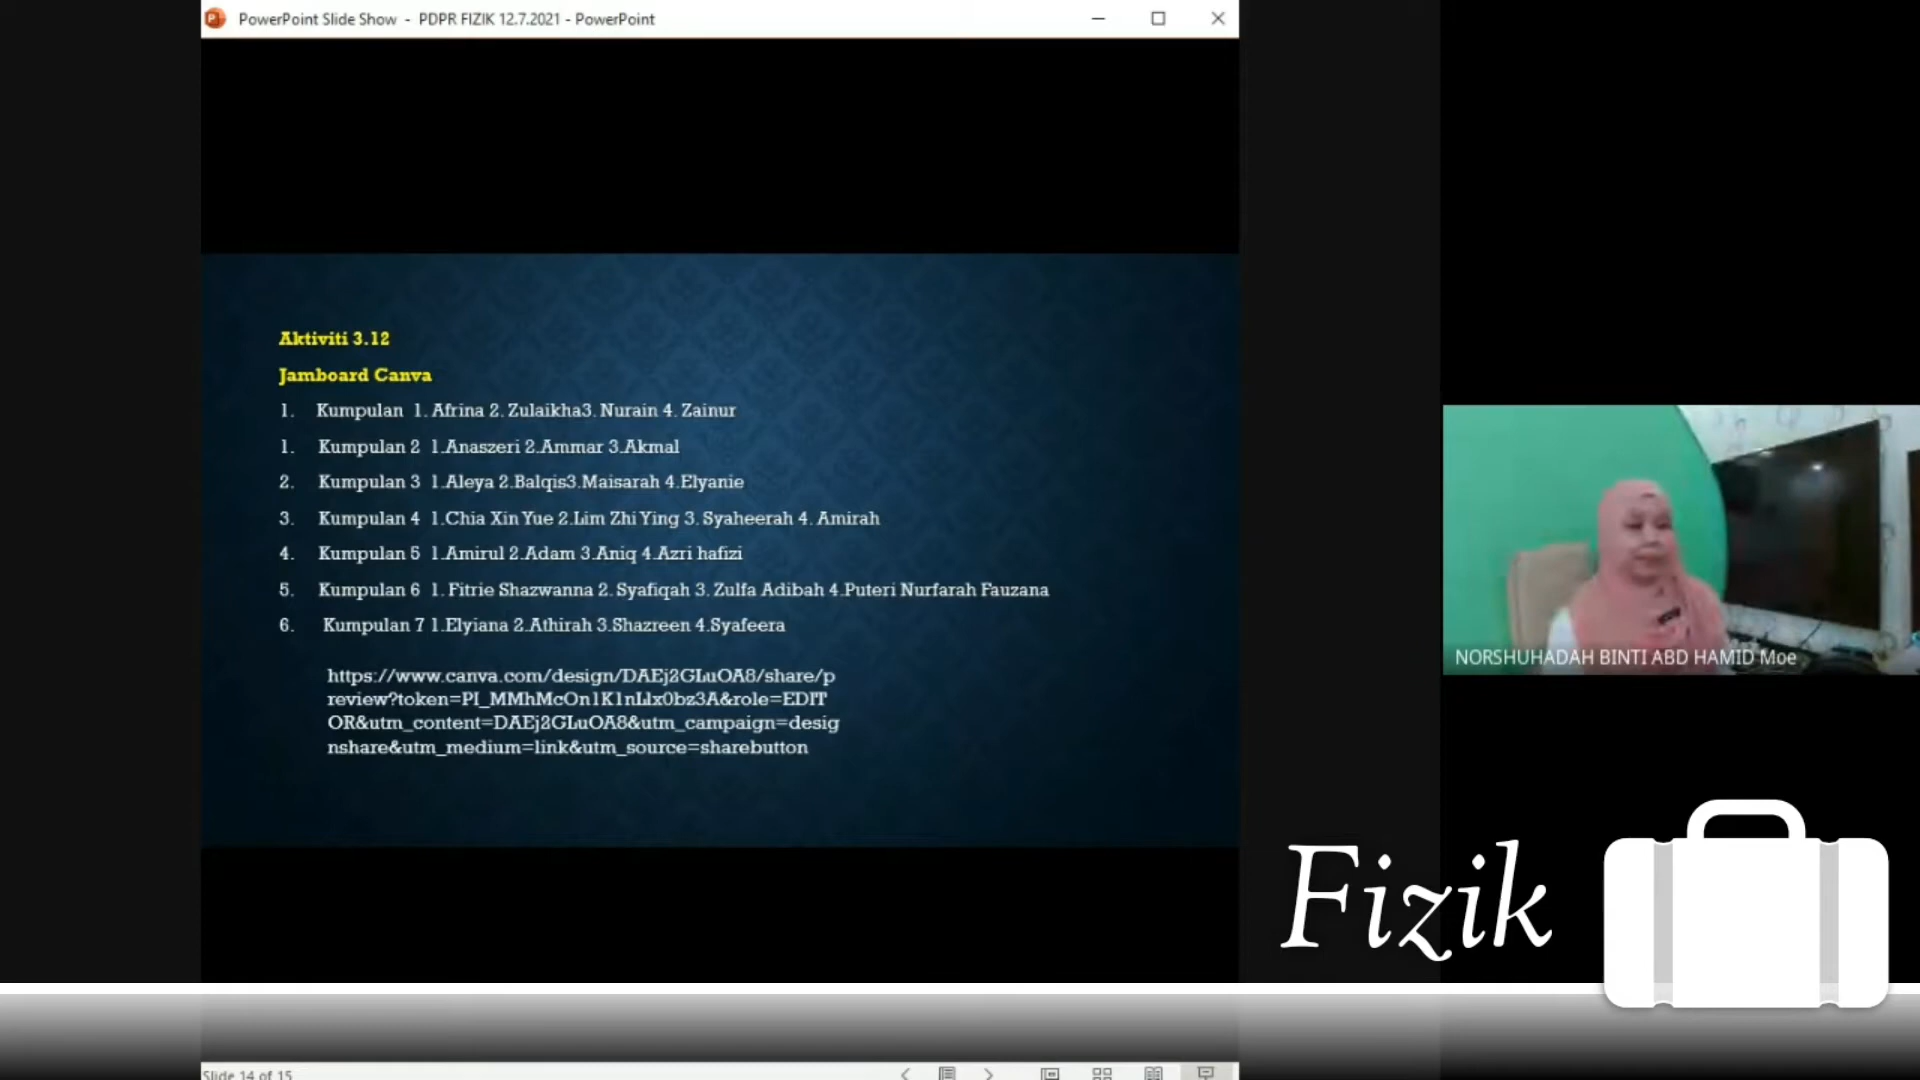 PowerPoint Slide Show - PDPR FIZIK 12.7.2021 - PowerPoint
Aktiviti 3.12
Jamboard Canva
1. Kumpulan 1. Afrina 2. Zulaikha3. Nurain 4. Zainur
1. Kumpulan 2 1.Anaszeri 2.Ammar 3.Akmal
2. Kumpulan 3 1.Aleya 2.Balqis3.Maisarah 4.Elyanie
3. Kumpulan 4 1.Chia Xin Yue 2.Lim Zhi Ying 3. Syaheerah 4. Amirah
4. Kumpulan 5 1.Amirul 2.Adam 3.Aniq 4.Azri hafizi
5. Kumpulan 6 1. Fitrie Shazwanna 2. Syafiqah 3. Zulfa Adibah 4.Puteri Nurfarah Fauzana
6. Kumpulan 7 1.Elyiana 2.Athirah 3.Shazreen 4.Syafeera
https://www.canva.com/design/DAEj2GLuOA8/share/p
review?token=PI_MMhMcOn1K1nLlx0bz3A&role=EDIT
OR&utm_content=DAEj2GLuOA8&utm_campaign=desig
nshare&utm_medium=link&utm_source=sharebutton
NORSHUHADAH BINTI ABD HAMID Moe
Fizik
Slide 14 of 15